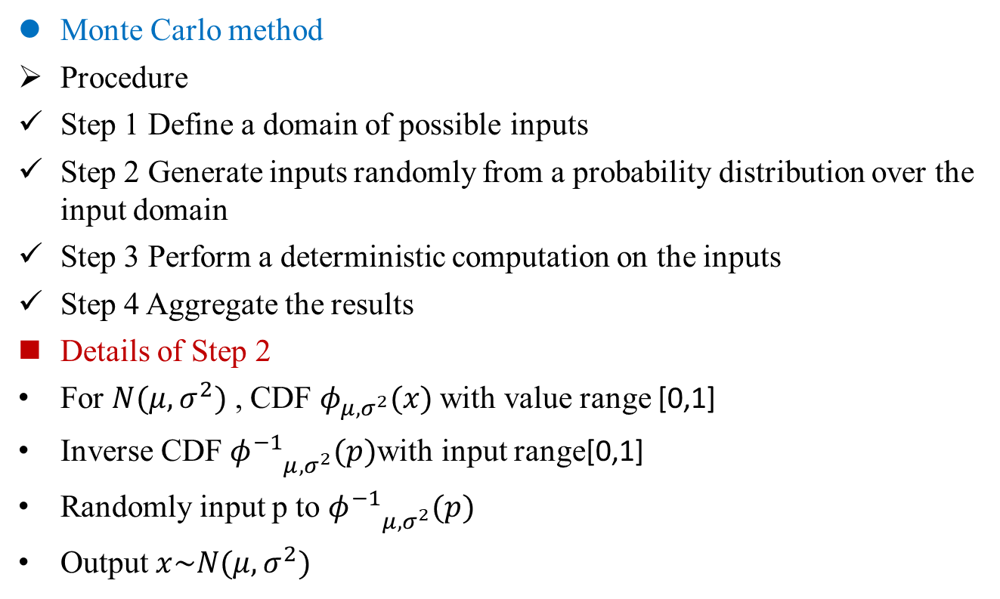 ● Monte Carlo method
➢ Procedure
✓ Step 1 Define a domain of possible inputs
✓ Step 2 Generate inputs randomly from a probability distribution over the
input domain
✓ Step 3 Perform a deterministic computation on the inputs
✓ Step 4 Aggregate the results
■ Details of Step 2
• For $N(\mu, \sigma^2)$ , CDF $\phi_{\mu,\sigma^2}(x)$ with value range [0,1]
• Inverse CDF $\phi^{-1}{}_{\mu,\sigma^2}(p)$with input range[0,1]
• Randomly input p to $\phi^{-1}{}_{\mu,\sigma^2}(p)$
• Output $x \sim N(\mu, \sigma^2)$